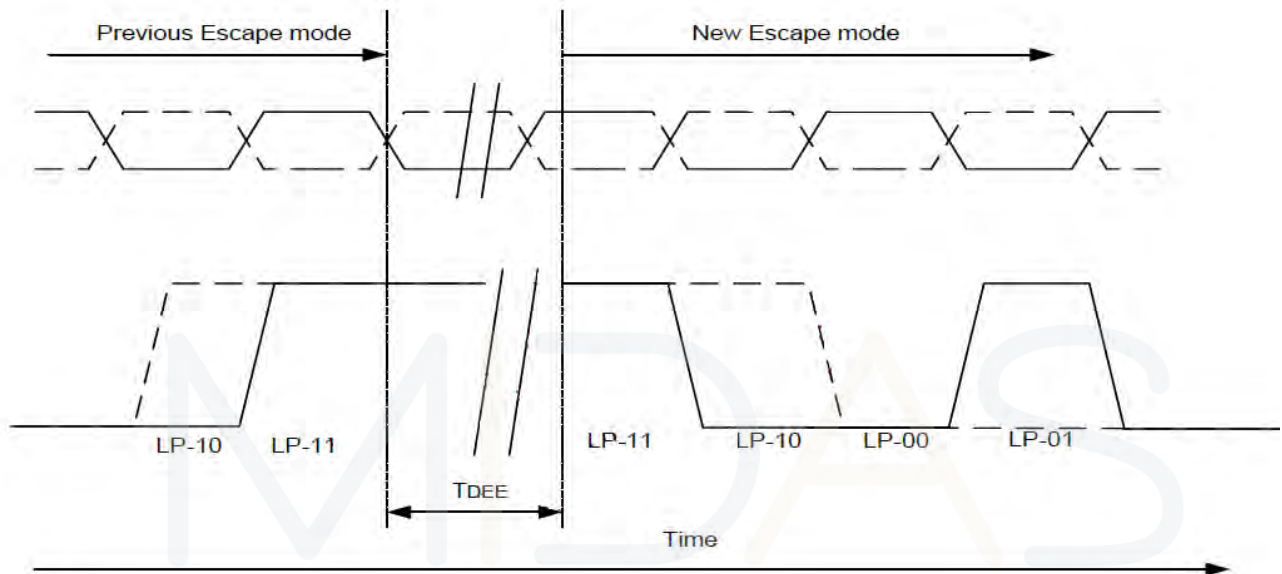 Previous Escape mode
New Escape mode
LP-10
LP-11
LP-11
LP-10
LP-00
LP-01
TDEE
Time
MIDAS